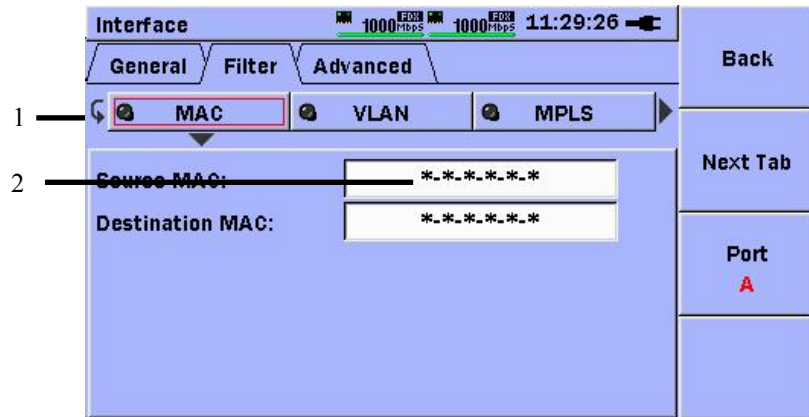 Interface 1000 FDX Mbps 1000 FDX Mbps 11:29:26
Back
General Filter Advanced
1 MAC VLAN MPLS
Next Tab
2 Source MAC: *-*-*-*-*-*
Destination MAC: *-*-*-*-*-*
Port
A